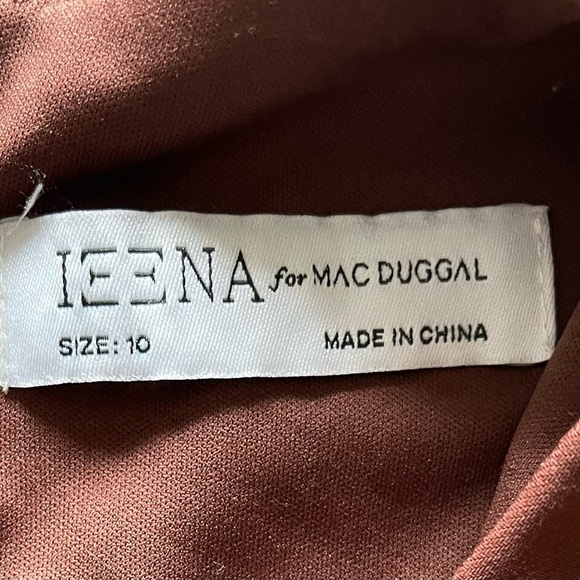 IEENA for MAC DUGGAL
SIZE: 10 MADE IN CHINA